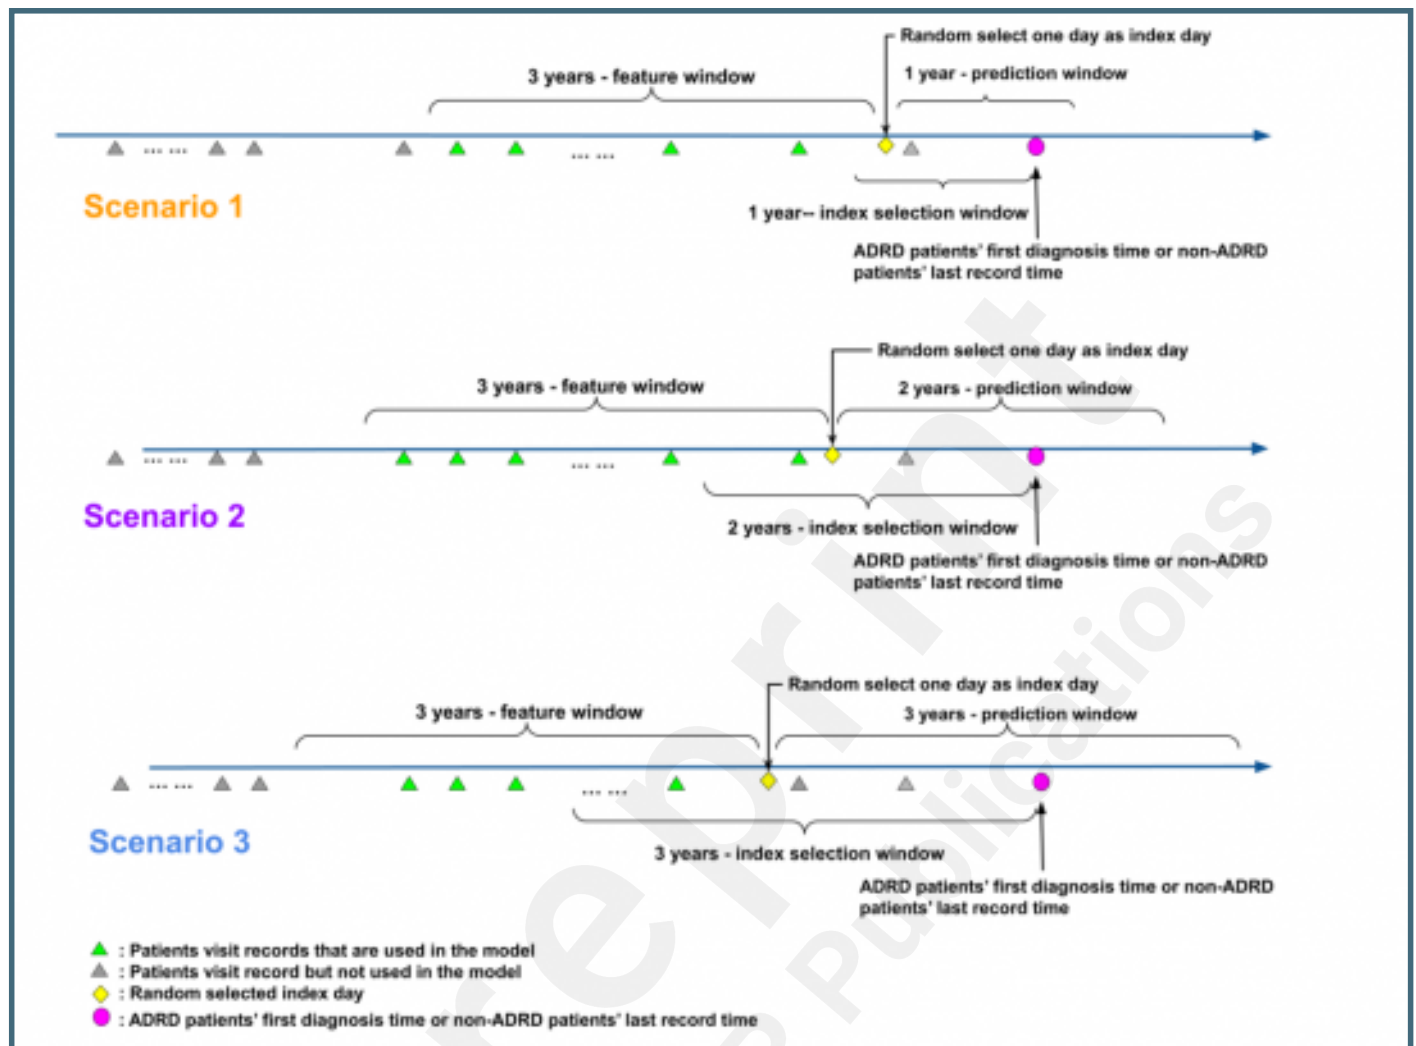 Random select one day as index day
3 years - feature window
1 year - prediction window
... ...
... ...
Scenario 1
1 year-- index selection window
ADRD patients' first diagnosis time or non-ADRD
patients' last record time
Random select one day as index day
3 years - feature window
2 years - prediction window
... ...
... ...
Scenario 2
2 years - index selection window
ADRD patients' first diagnosis time or non-ADRD
patients' last record time
Random select one day as index day
3 years - feature window
3 years - prediction window
... ...
... ...
Scenario 3
3 years - index selection window
ADRD patients' first diagnosis time or non-ADRD
patients' last record time
: Patients visit records that are used in the model
: Patients visit record but not used in the model
: Random selected index day
: ADRD patients' first diagnosis time or non-ADRD patients' last record time
reprint
Publications